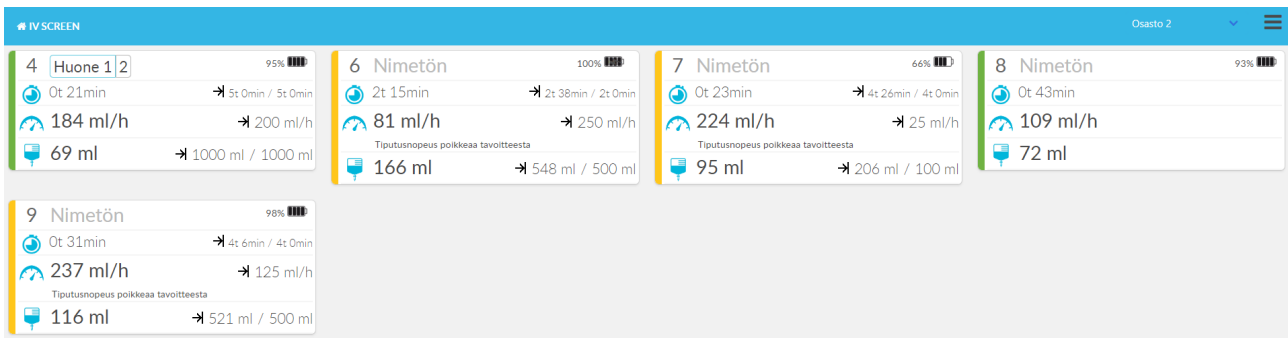 IV SCREEN
Osasto 2
4 Huone 1 2 95%
0t 21min 5t 0min / 5t 0min
184 ml/h 200 ml/h
69 ml 1000 ml / 1000 ml
6 Nimetön 100%
2t 15min 2t 38min / 2t 0min
81 ml/h 250 ml/h
Tiputusnopeus poikkeaa tavoitteesta
166 ml 548 ml / 500 ml
7 Nimetön 66%
0t 23min 4t 26min / 4t 0min
224 ml/h 25 ml/h
Tiputusnopeus poikkeaa tavoitteesta
95 ml 206 ml / 100 ml
8 Nimetön 93%
0t 43min
109 ml/h
72 ml
9 Nimetön 98%
0t 31min 4t 6min / 4t 0min
237 ml/h 125 ml/h
Tiputusnopeus poikkeaa tavoitteesta
116 ml 521 ml / 500 ml